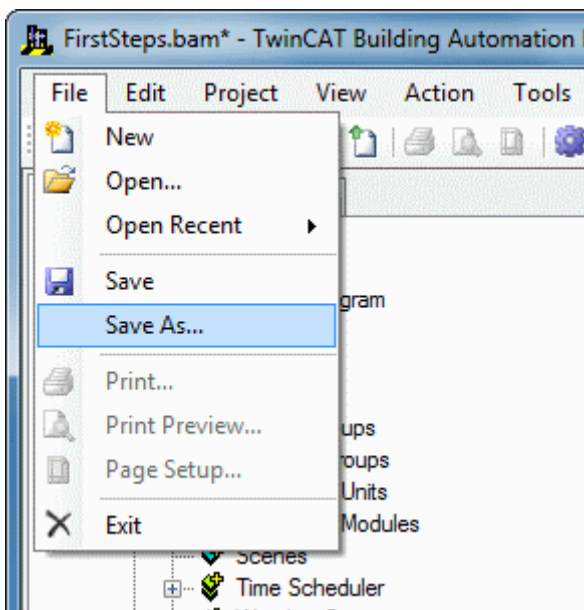 FirstSteps.bam* - TwinCAT Building Automation
File Edit Project View Action Tools
New
Open...
Open Recent
Save
gram
Save As...
Print...
Print Preview...
ups
roups
Page Setup...
Units
Exit
Modules
Scenes
Time Scheduler